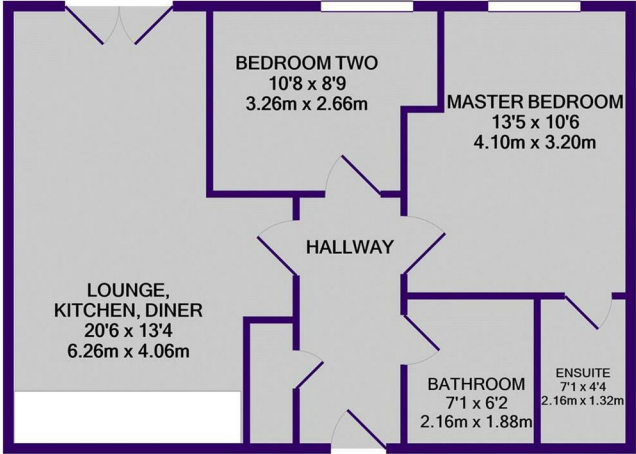 BEDROOM TWO
10'8 x 8'9
3.26m x 2.66m
MASTER BEDROOM
13'5 x 10'6
4.10m x 3.20m
HALLWAY
LOUNGE,
KITCHEN, DINER
20'6 x 13'4
6.26m x 4.06m
BATHROOM
7'1 x 6'2
2.16m x 1.88m
ENSUITE
7'1 x 4'4
2.16m x 1.32m